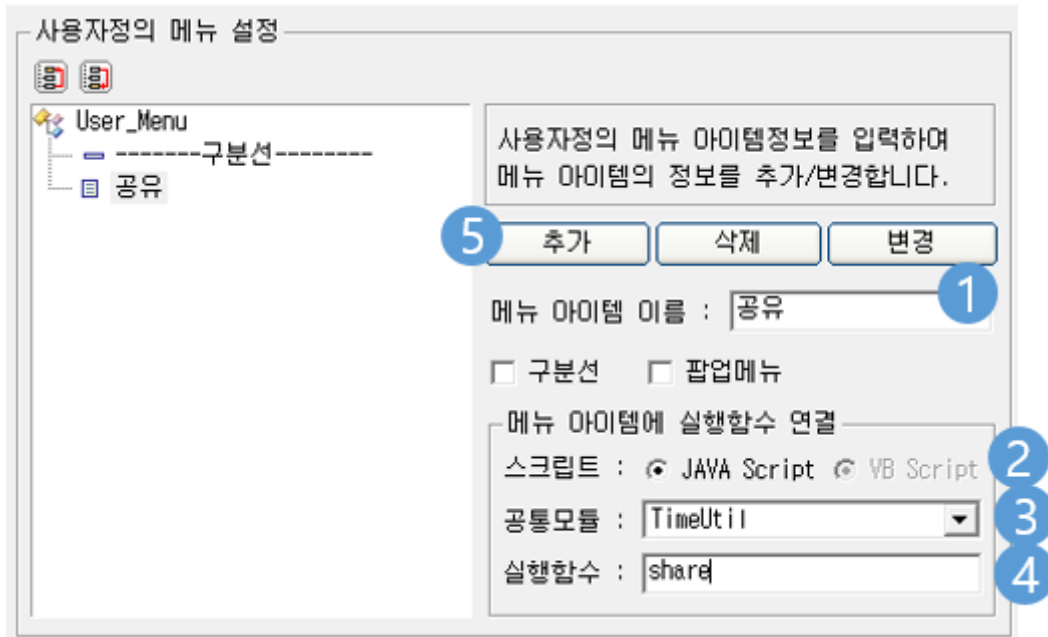 사용자정의 메뉴 설정
User_Menu
-------구분선--------
공유
사용자정의 메뉴 아이템정보를 입력하여
메뉴 아이템의 정보를 추가/변경합니다.
5 추가 삭제 변경
1
메뉴 아이템 이름 : 공유
구분선 팝업메뉴
메뉴 아이템에 실행함수 연결
스크립트 : JAVA Script VB Script 2
공통모듈 : TimeUtil 3
실행함수 : share 4